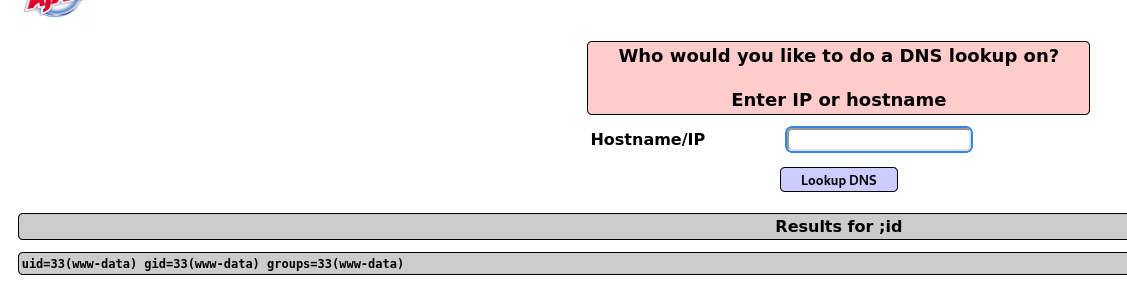 Who would you like to do a DNS lookup on?
Enter IP or hostname
Hostname/IP
Lookup DNS
Results for ;id
uid=33(www-data) gid=33(www-data) groups=33(www-data)